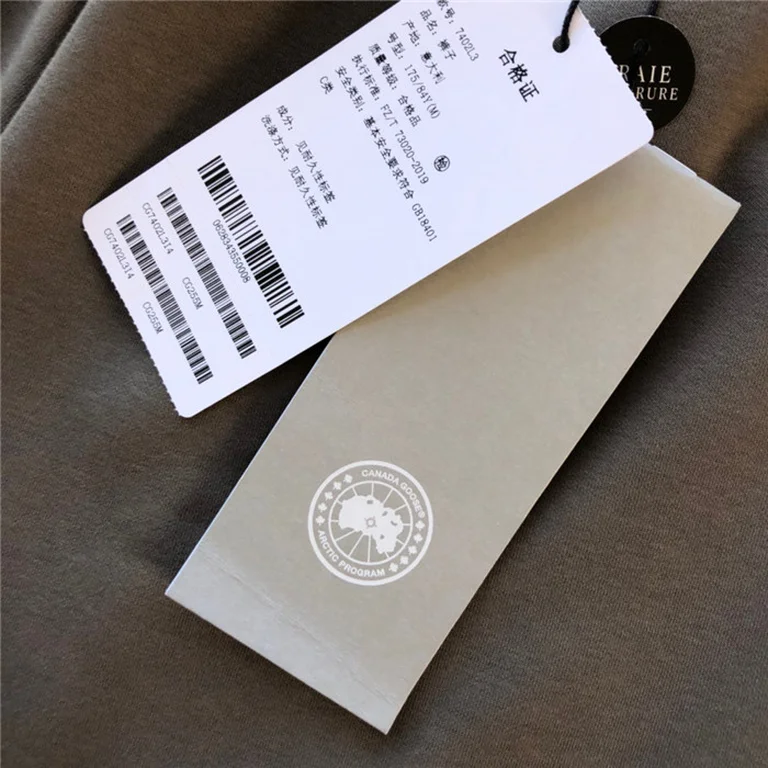 合格证
款号: 7402L3
品名: 裤子
产地: 意大利
号型: 175/84Y(M)
质量等级: 合格品
执行标准: FZ/T 73020-2019
安全类别: 基本安全要求符合 GB18401
C类
检
成分: 见耐久性标签
洗涤方式: 见耐久性标签
0628343550008
CG7402L314 CG255M
CG7402L314 CG255M
RAIE
RURE
CANADA GOOSE®
ARCTIC PROGRAM